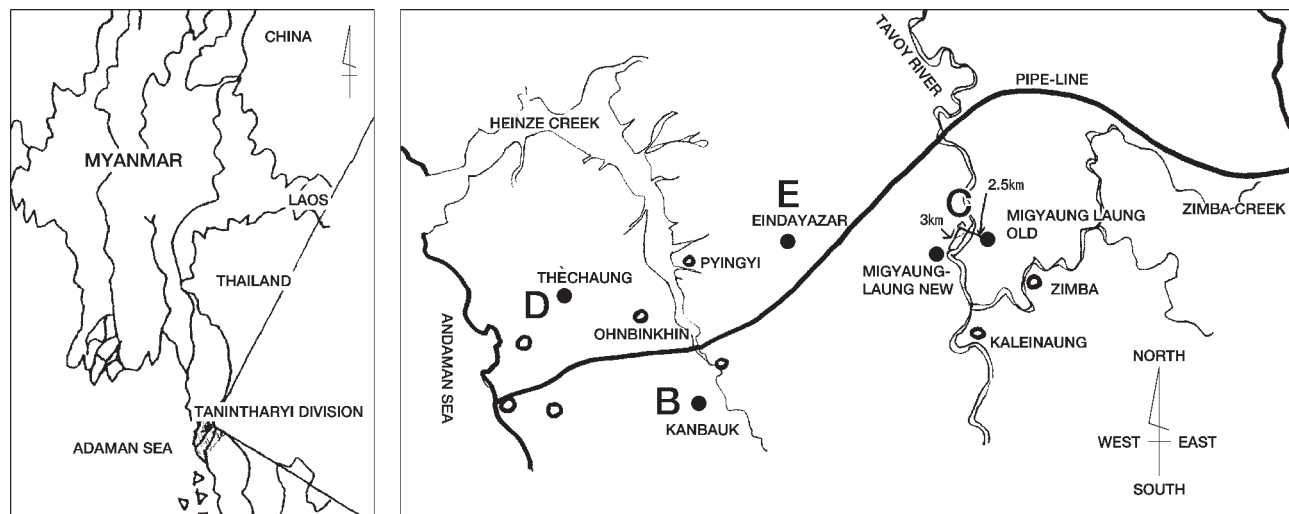 CHINA
MYANMAR
LAOS
THAILAND
TANINTHARYI DIVISION
ADAMAN SEA
TAVOY RIVER
PIPE-LINE
HEINZE CREEK
E
EINDAYAZAR
C
2.5km
3km
MIGYAUNG LAUNG
OLD
ZIMBA-CREEK
PYINGYI
MIGYAUNG-
LAUNG NEW
ZIMBA
THÈCHAUNG
D
OHNBINKHIN
ANDAMAN SEA
KALEINAUNG
B
KANBAUK
NORTH
WEST
EAST
SOUTH